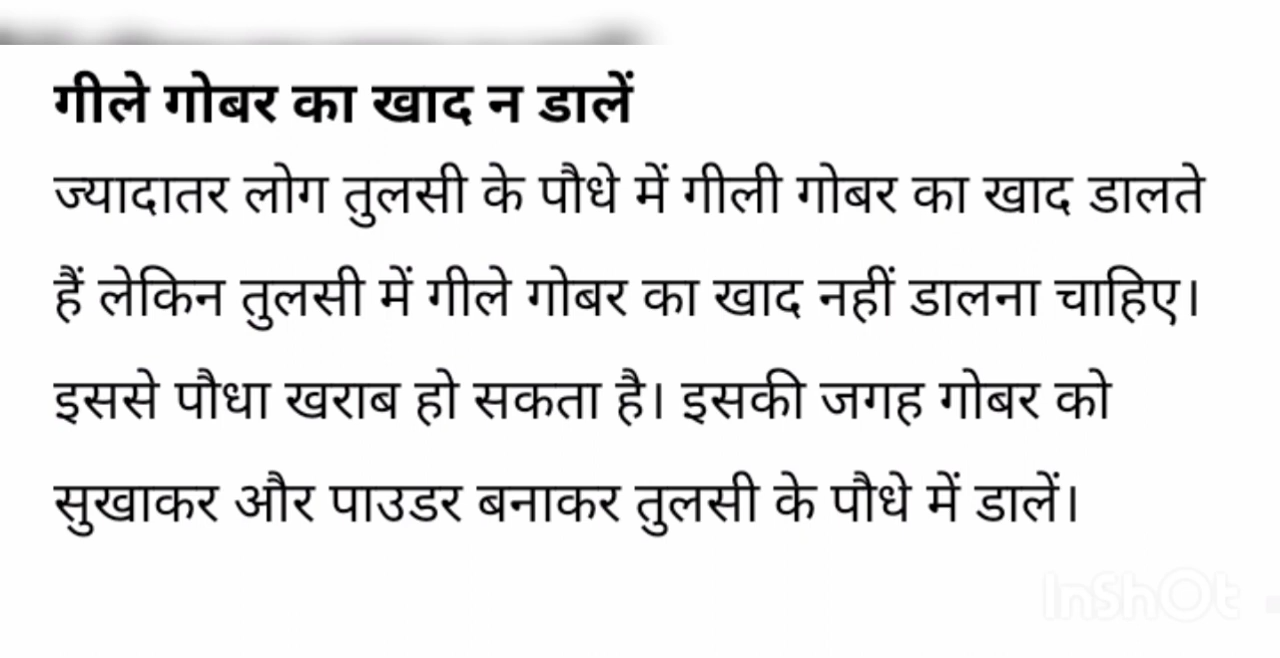 गीले गोबर का खाद न डालें
ज्यादातर लोग तुलसी के पौधे में गीली गोबर का खाद डालते
हैं लेकिन तुलसी में गीले गोबर का खाद नहीं डालना चाहिए।
इससे पौधा खराब हो सकता है। इसकी जगह गोबर को
सुखाकर और पाउडर बनाकर तुलसी के पौधे में डालें।
InShOt